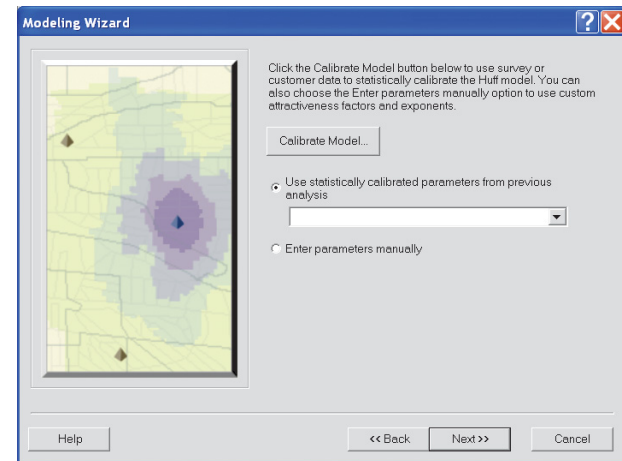 Modeling Wizard
Click the Calibrate Model button below to use survey or
customer data to statistically calibrate the Huff model. You can
also choose the Enter parameters manually option to use custom
attractiveness factors and exponents.
Calibrate Model...
Use statistically calibrated parameters from previous
analysis
Enter parameters manually
Help
<< Back
Next >>
Cancel